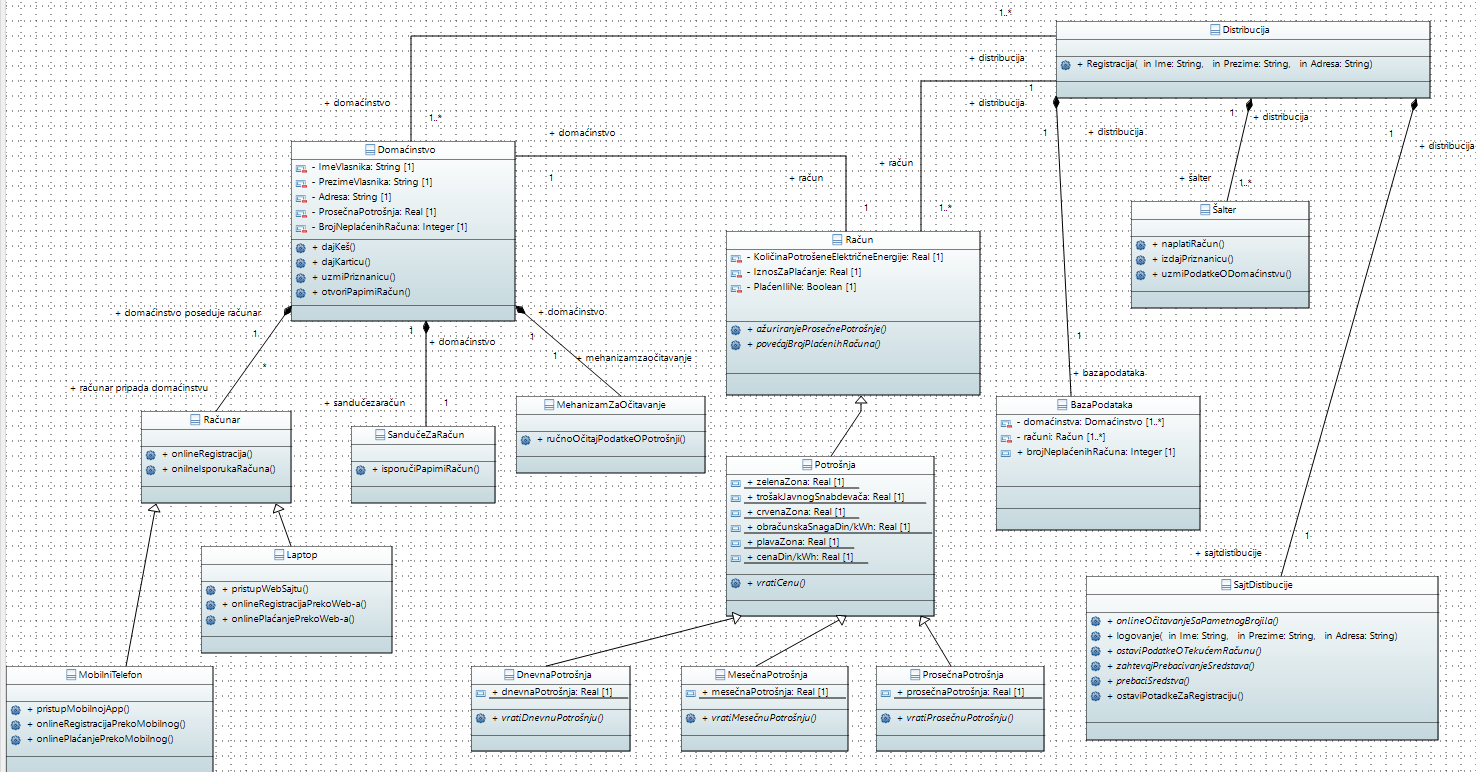 1..*
Distribucija
+ Registracija( in Ime: String, in Prezime: String, in Adresa: String)
+ distribucija
1
+ distribucija
+ domaćinstvo
1..*
+ domaćinstvo
1
+ račun
1
+ račun
1..*
1
+ distribucija
1
+ distribucija
1
+ distribucija
+ šalter
1..*
Domaćinstvo
- ImeVlasnika: String [1]
- PrezimeVlasnika: String [1]
- Adresa: String [1]
- ProsečnaPotrošnja: Real [1]
- BrojNeplaćenihRačuna: Integer [1]
+ dajKeš()
+ dajKarticu()
+ uzmiPriznanicu()
+ otvoriPapirniRačun()
Račun
- KoličinaPotrošeneElektričneEnergije: Real [1]
- IznosZaPlaćanje: Real [1]
- PlaćenIliNe: Boolean [1]
+ ažuriranjeProsečnePotrošnje()
+ povećajBrojPlaćenihRačuna()
Šalter
+ naplatiRačun()
+ izdajPriznanicu()
+ uzmiPodatkeODomaćinstvu()
+ domaćinstvo poseduje računar
1
*
+ računar pripada domaćinstvu
1
+ domaćinstvo
+ sandučezaračun
1
+ domaćinstvo
1
1
+ mehanizamzaočitavanje
1
+ bazapodataka
Računar
+ onlineRegistracija()
+ onilneIsporukaRačuna()
SandučeZaRačun
+ isporučiPapirniRačun()
MehanizamZaOčitavanje
+ ručnoOčitajPodatkeOPotrošnji()
BazaPodataka
- domaćinstva: Domaćinstvo [1..*]
- računi: Račun [1..*]
+ brojNeplaćenihRačuna: Integer [1]
Potrošnja
+ zelenaZona: Real [1]
+ trošakJavnogSnabdevača: Real [1]
+ crvenaZona: Real [1]
+ obračunskaSnagaDin/kWh: Real [1]
+ plavaZona: Real [1]
+ cenaDin/kWh: Real [1]
+ vratiCenu()
1
+ sajtdistibucije
Laptop
+ pristupWebSajtu()
+ onlineRegistracijaPrekoWeb-a()
+ onlinePlaćanjePrekoWeb-a()
SajtDistibucije
+ onlineOčitavanjeSaPametnogBrojila()
+ logovanje( in Ime: String, in Prezime: String, in Adresa: String)
+ ostaviPodatkeOTekućemRačunu()
+ zahtevajPrebacivanjeSredstava()
+ prebaciSredstva()
+ ostaviPotadkeZaRegistraciju()
MobilniTelefon
+ pristupMobilnojApp()
+ onlineRegistracijaPrekoMobilnog()
+ onlinePlaćanjePrekoMobilnog()
DnevnaPotrošnja
+ dnevnaPotrošnja: Real [1]
+ vratiDnevnuPotrošnju()
MesečnaPotrošnja
+ mesečnaPotrošnja: Real [1]
+ vratiMesečnuPotrošnju()
ProsečnaPotrošnja
+ prosečnaPotrošnja: Real [1]
+ vratiProsečnuPotrošnju()